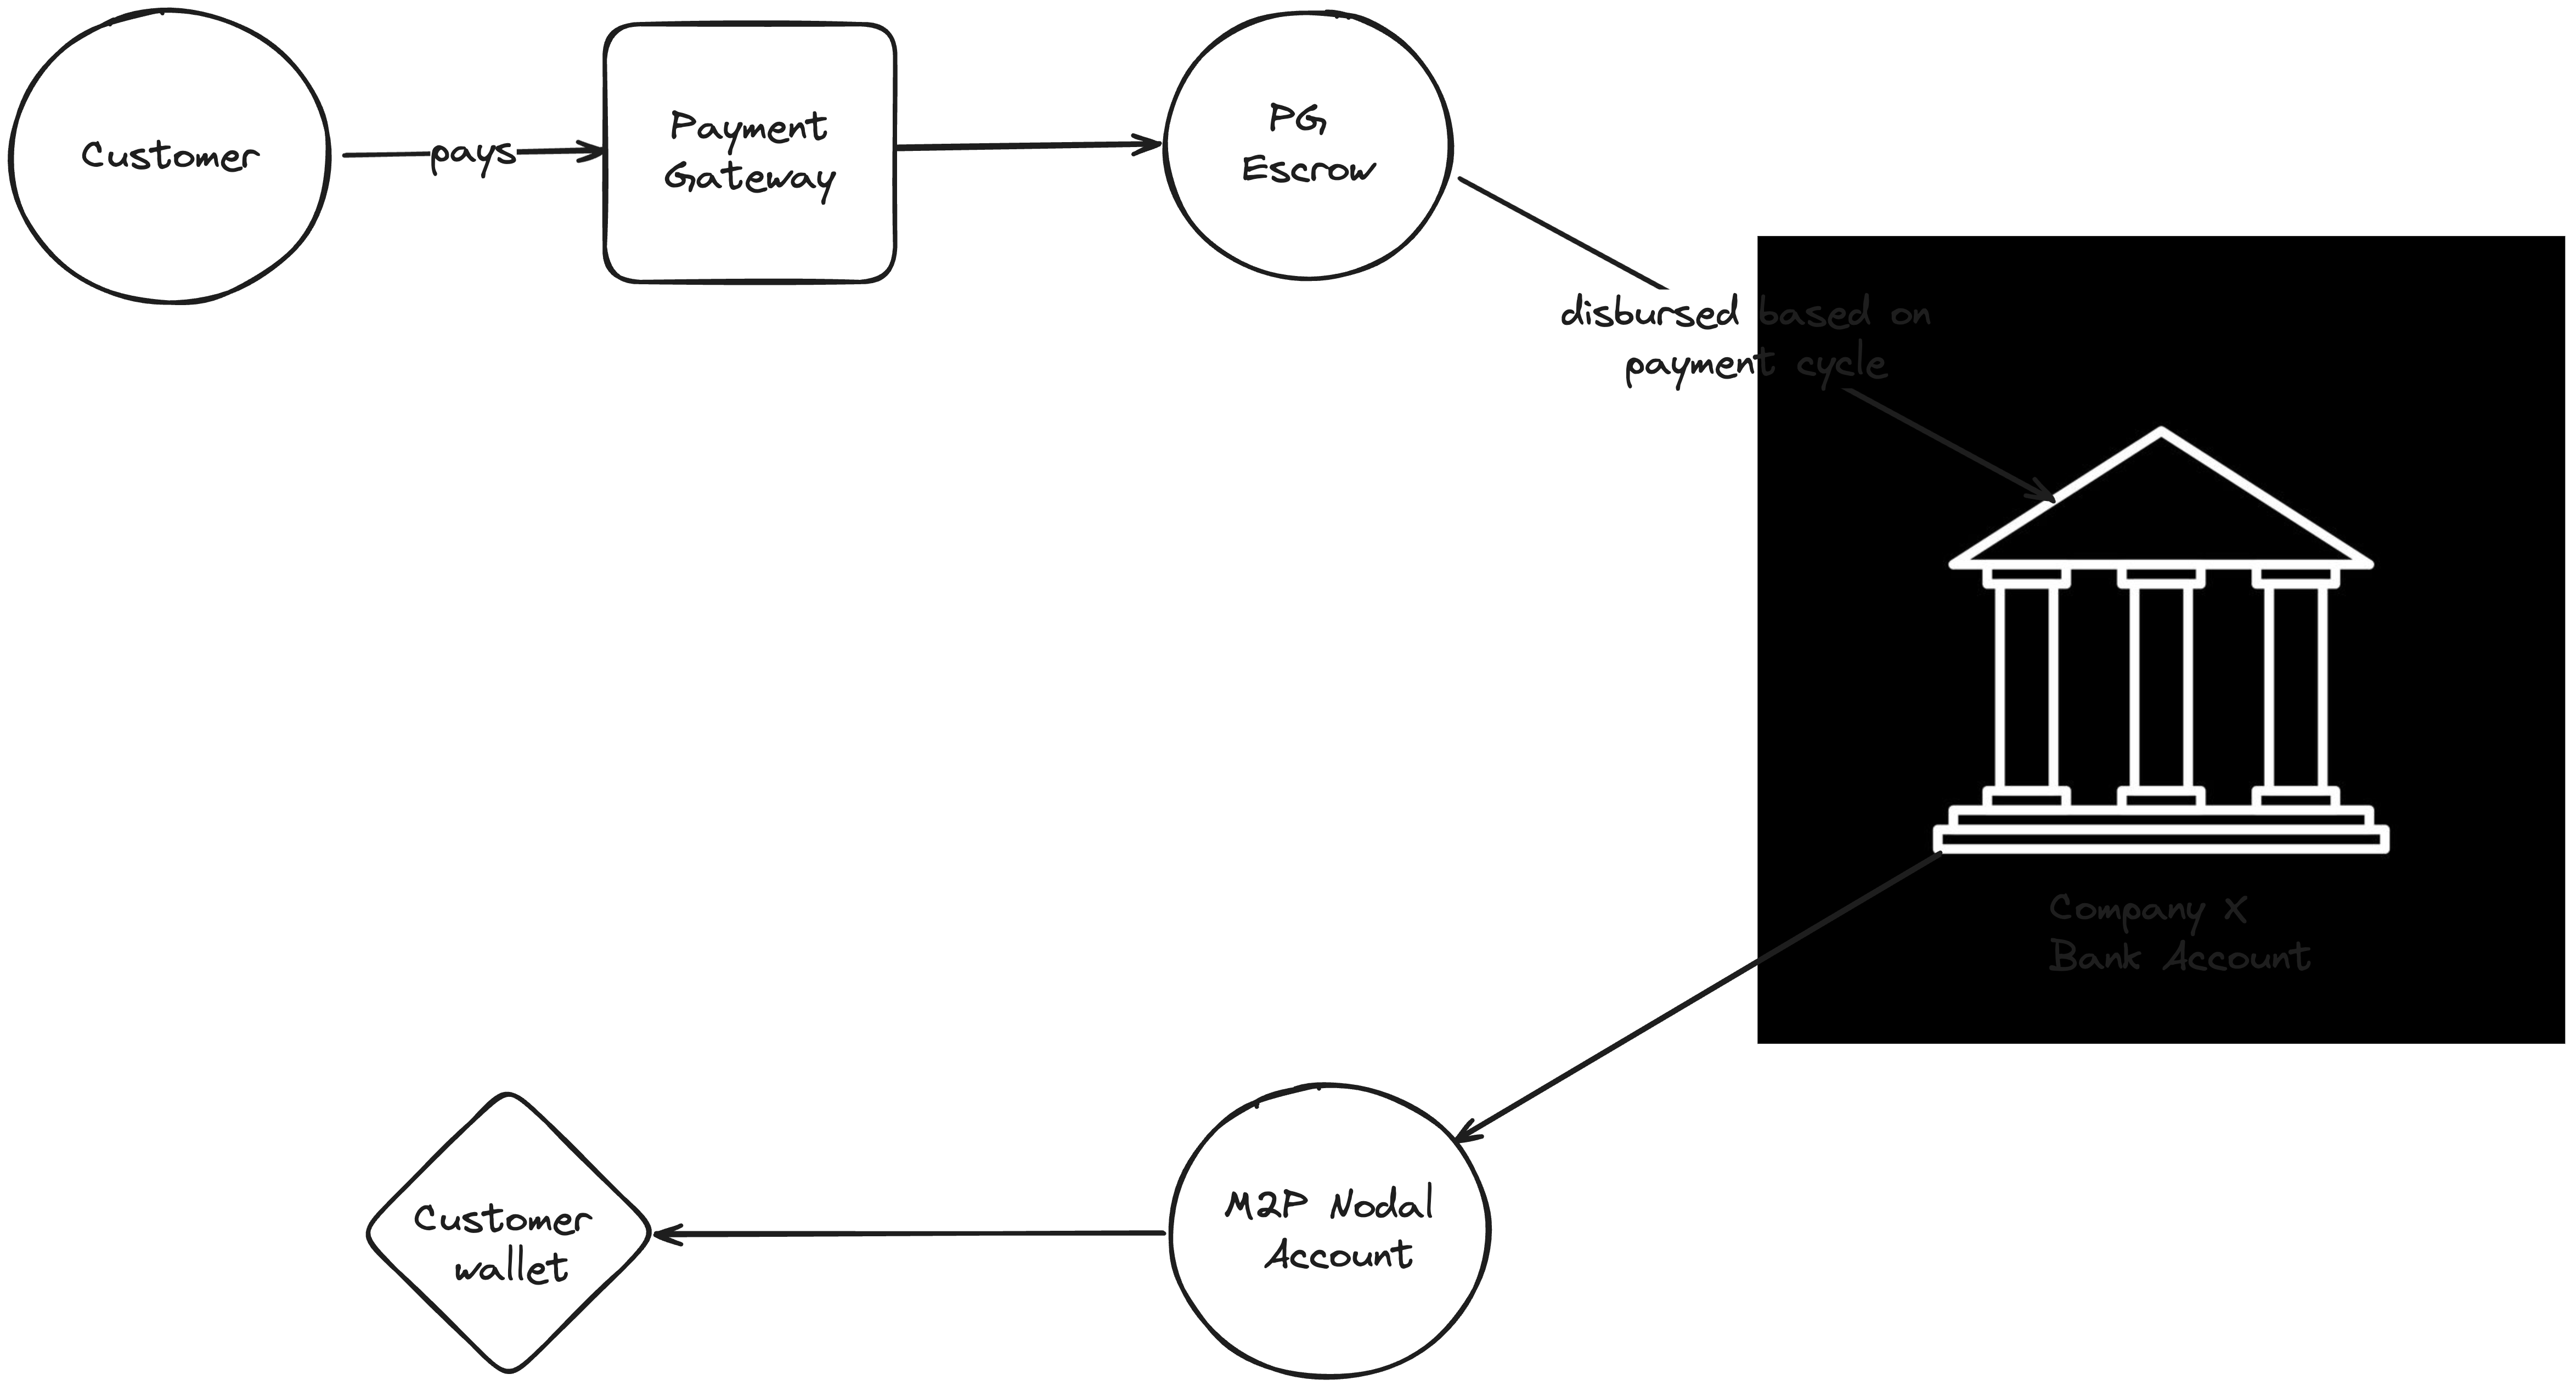 Customer
pays
Payment
Gateway
PG
Escrow
disbursed based on
payment cycle
Company X
Bank Account
M2P Nodal
Account
Customer
wallet